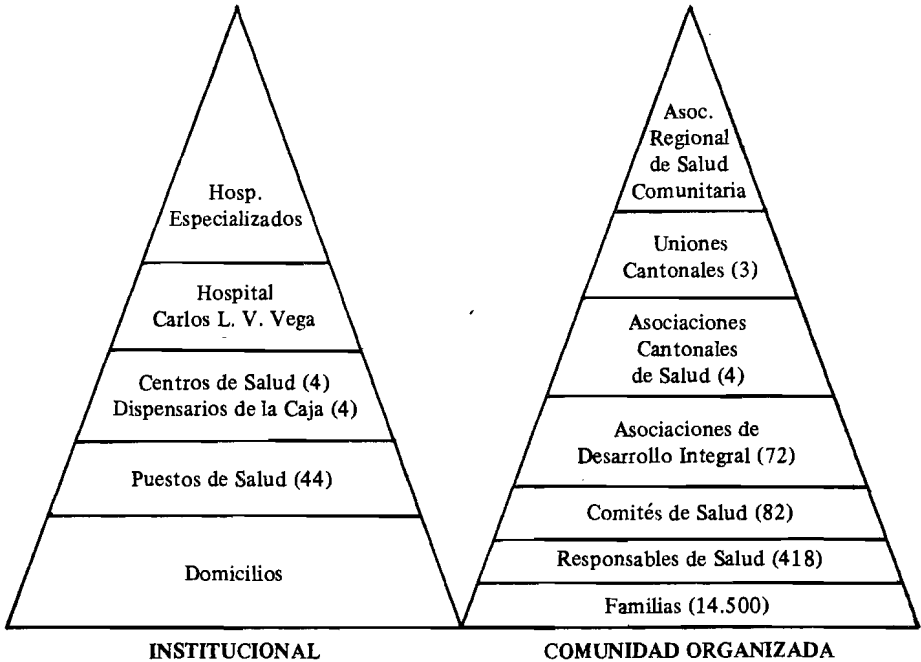 Hosp.
Especializados
Hospital
Carlos L. V. Vega
Centros de Salud (4)
Dispensarios de la Caja (4)
Puestos de Salud (44)
Domicilios
INSTITUCIONAL
Asoc.
Regional
de Salud
Comunitaria
Uniones
Cantonales (3)
Asociaciones
Cantonales
de Salud (4)
Asociaciones de
Desarrollo Integral (72)
Comités de Salud (82)
Responsables de Salud (418)
Familias (14.500)
COMUNIDAD ORGANIZADA